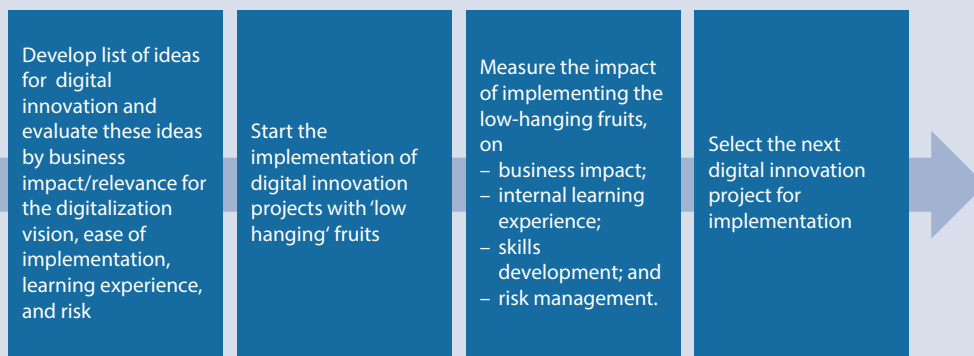 Develop list of ideas
for digital
innovation and
evaluate these ideas
by business
impact/relevance for
the digitalization
vision, ease of
implementation,
learning experience,
and risk
Start the
implementation of
digital innovation
projects with ‘low
hanging’ fruits
Measure the impact
of implementing the
low-hanging fruits,
on
– business impact;
– internal learning
experience;
– skills
development; and
– risk management.
Select the next
digital innovation
project for
implementation